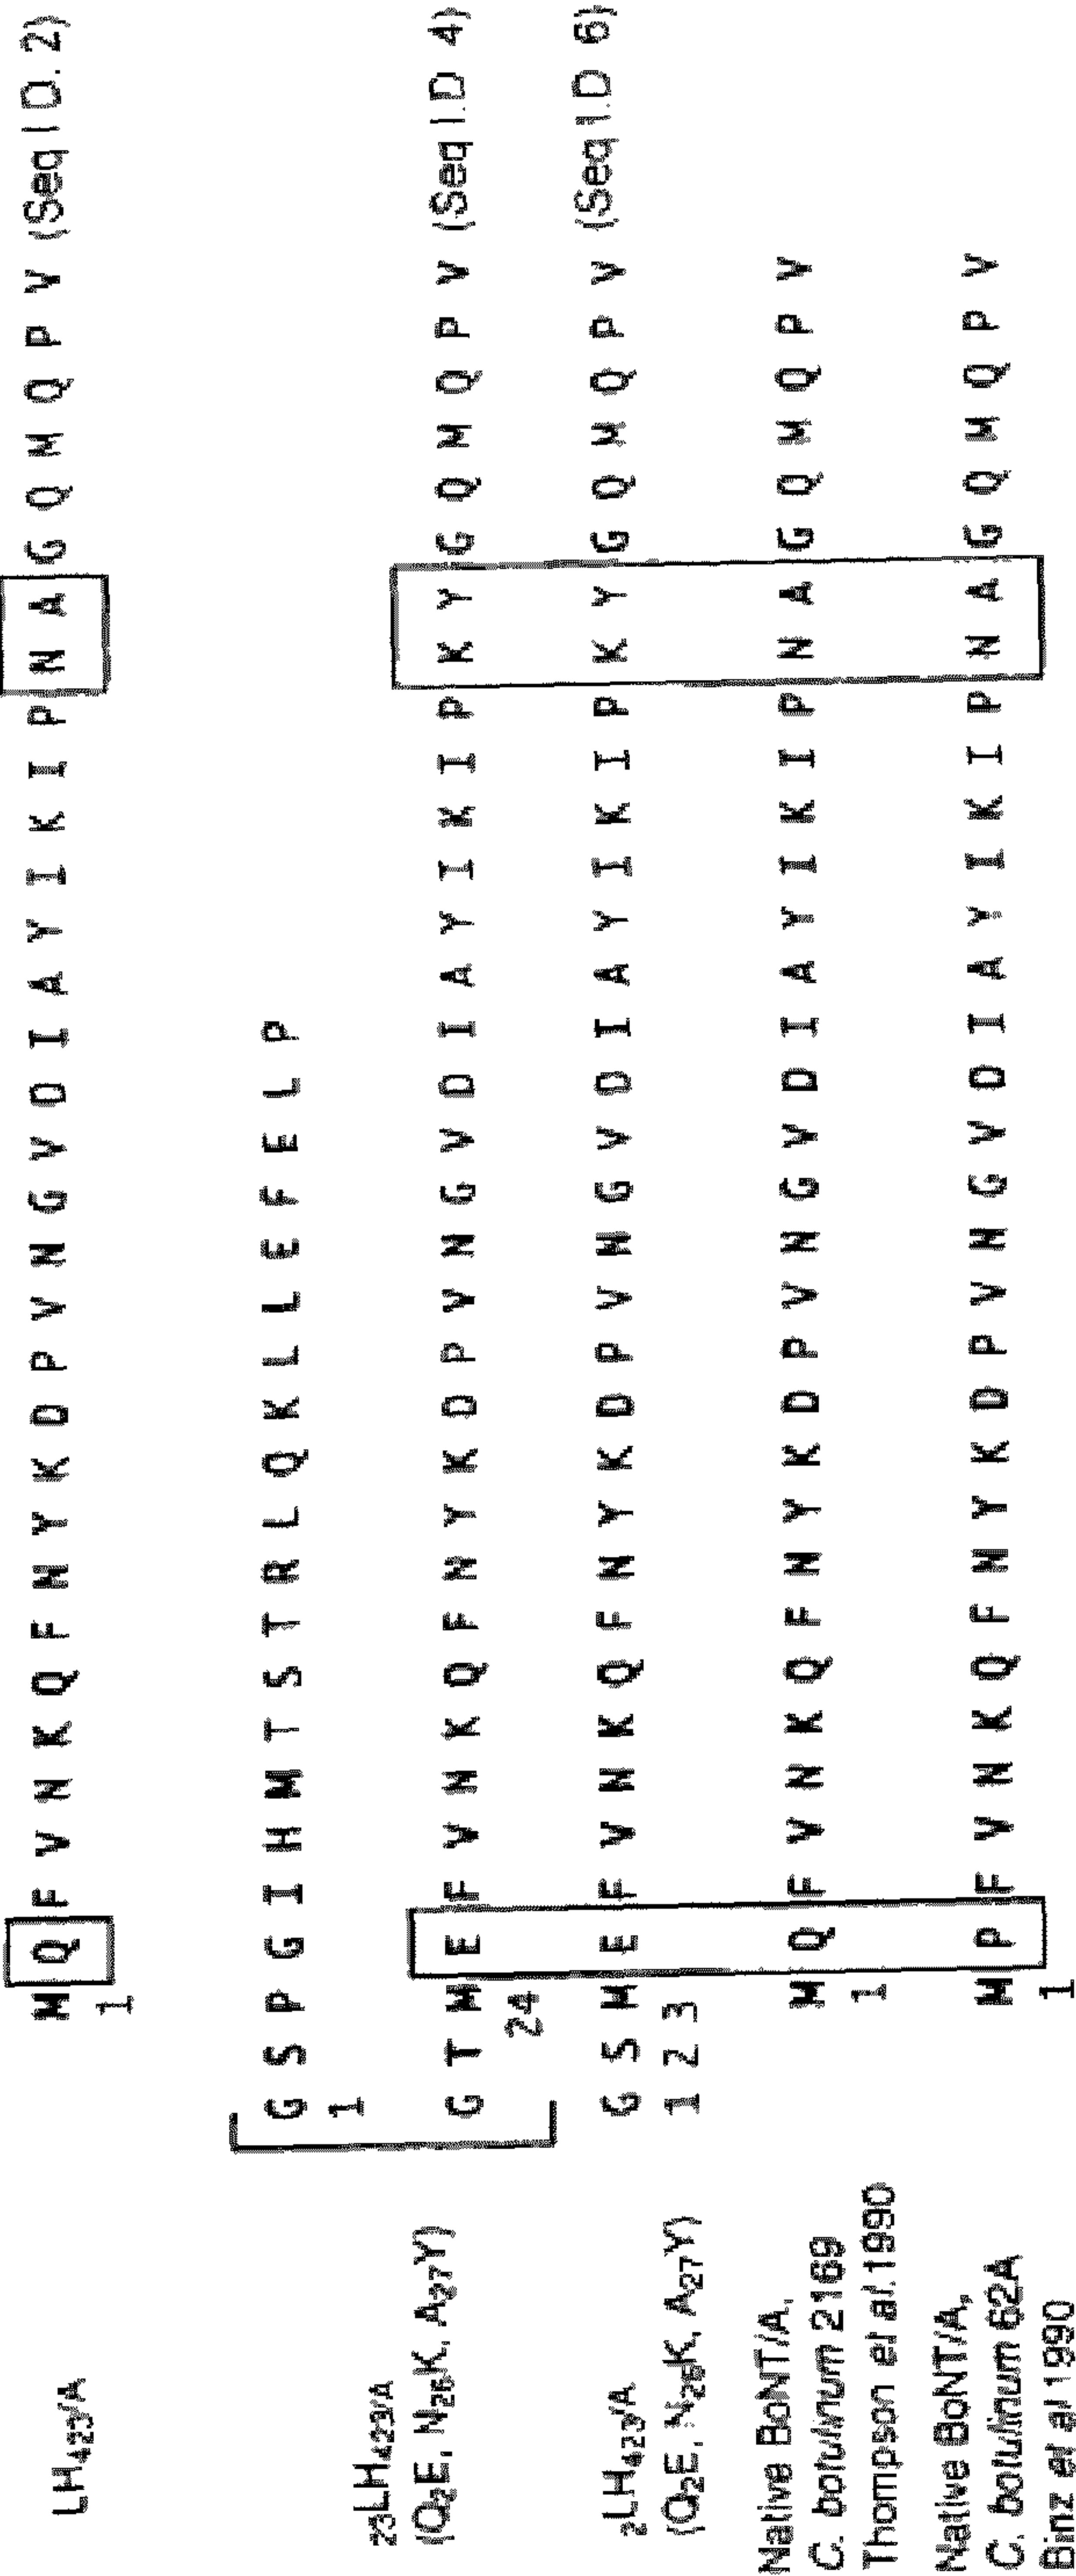 LH₄₂₃/A M Q F V N K Q F N Y K D P V N G V D I A Y I K I P N A G Q M Q P V (Seq I D. 2)
1
G S P G I H M T S T R L Q K L L E F E L P
₂₃LH₄₂₃/A 1
(Q₂E, N₂₆K, A₂₇Y) G T M E F V N K Q F N Y K D P V N G V D I A Y I K I P K Y G Q M Q P V (Seq I.D 4)
24
₂LH₄₂₃/A G S M E F V N K Q F N Y K D P V N G V D I A Y I K I P K Y G Q M Q P V (Seq I.D 6)
(Q₂E, N₂₆K, A₂₇Y) 1 2 3
Native BoNT/A, M Q F V N K Q F N Y K D P V N G V D I A Y I K I P N A G Q M Q P V
C. botulinum 2169 1
Thompson et al. 1990
Native BoNT/A, M P F V N K Q F N Y K D P V N G V D I A Y I K I P N A G Q M Q P V
C. botulinum 62A 1
Binz et al 1990